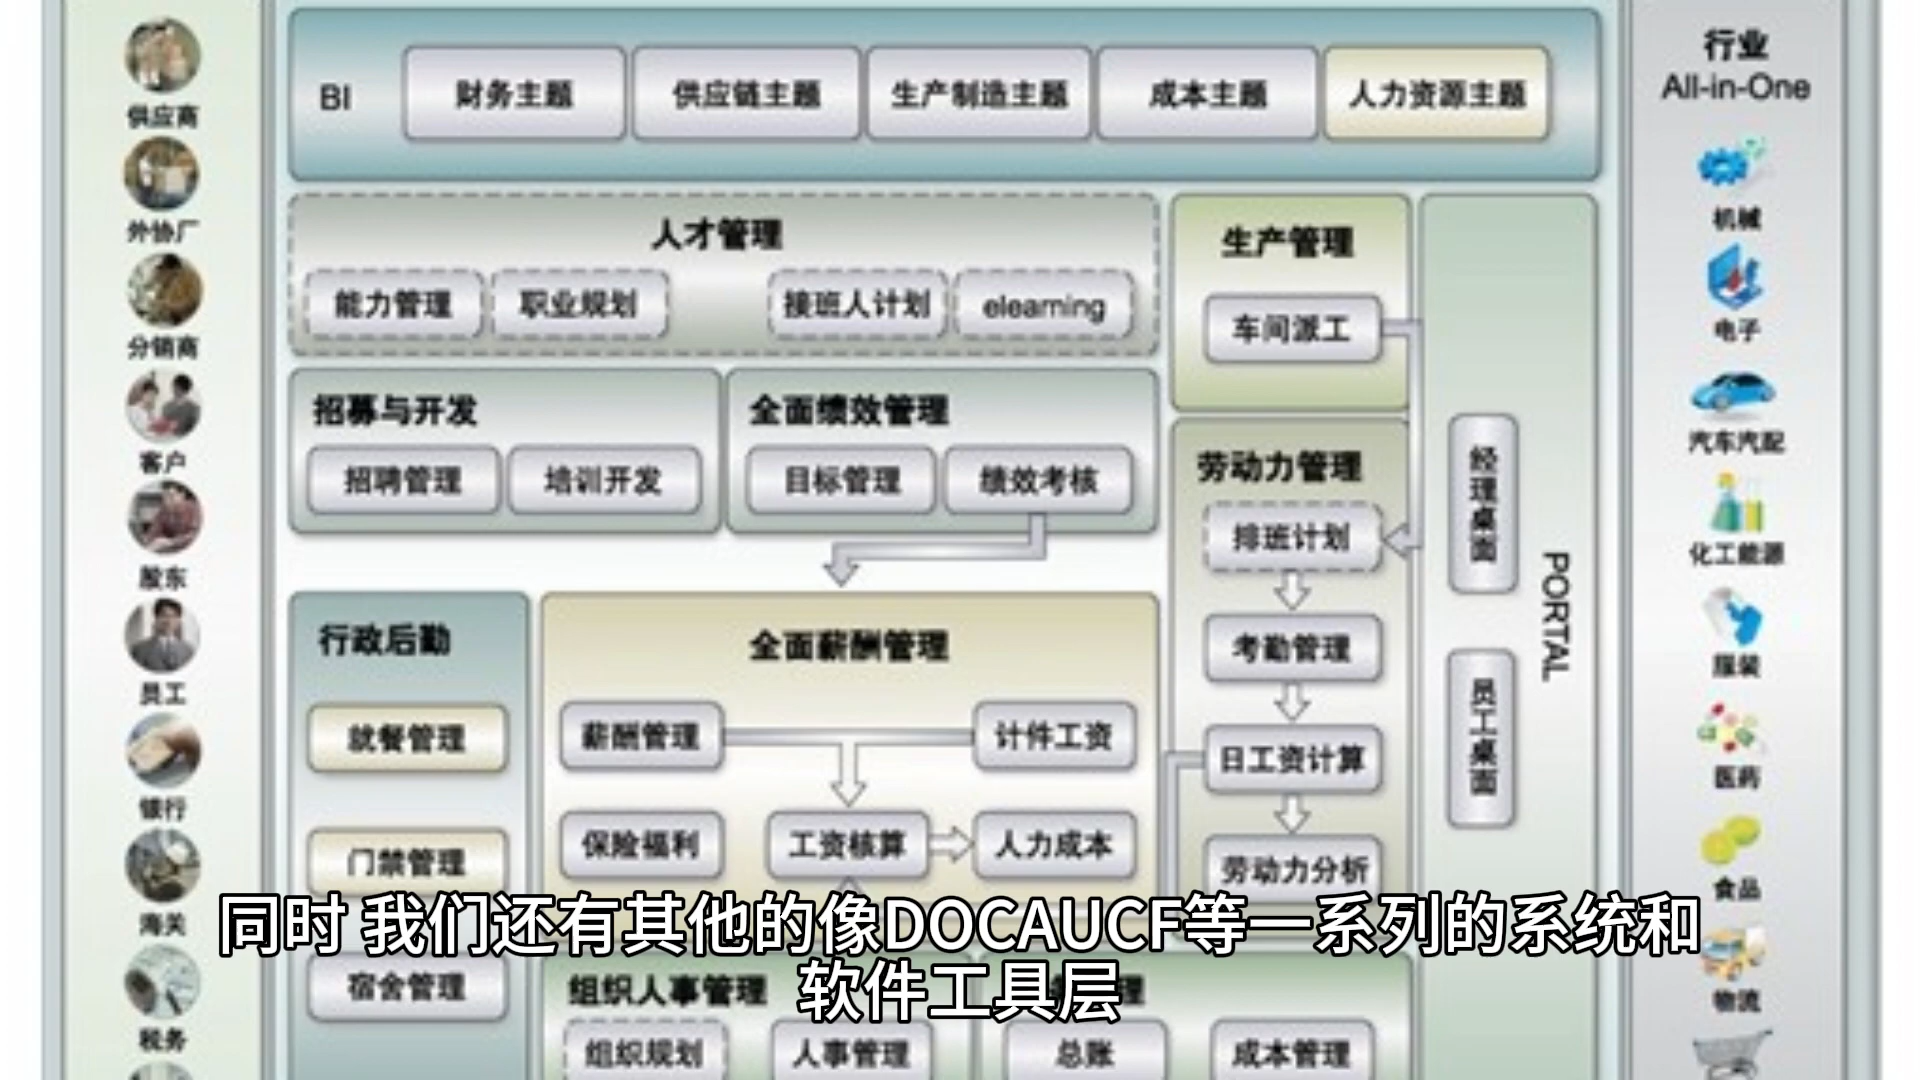 供应商
外协厂
分销商
客户
股东
员工
银行
海关
税务
BI
财务主题
供应链主题
生产制造主题
成本主题
人力资源主题
人才管理
能力管理
职业规划
接班人计划
elearning
招募与开发
招聘管理
培训开发
全面绩效管理
目标管理
绩效考核
行政后勤
就餐管理
门禁管理
宿舍管理
全面薪酬管理
薪酬管理
计件工资
保险福利
工资核算
人力成本
组织人事管理
组织规划
人事管理
总账
成本管理
生产管理
车间派工
劳动力管理
排班计划
考勤管理
日工资计算
劳动力分析
经理桌面
员工桌面
PORTAL
行业
All-in-One
机械
电子
汽车汽配
化工能源
服装
医药
食品
物流
同时 我们还有其他的像DOCAUCF等一系列的系统和
软件工具层